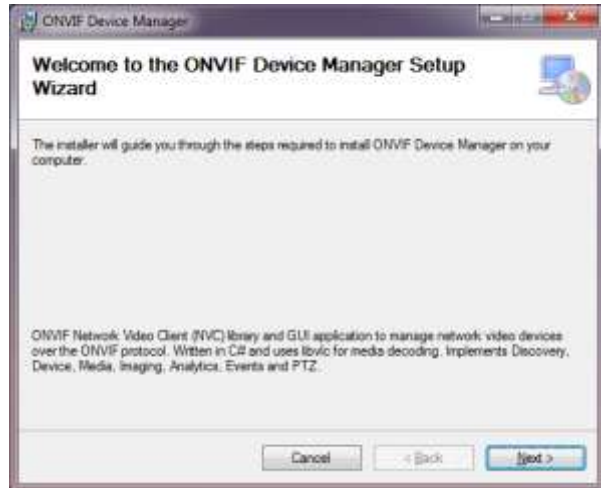 ONVIF Device Manager
Welcome to the ONVIF Device Manager Setup
Wizard
The installer will guide you through the steps required to install ONVIF Device Manager on your
computer.
ONVIF Network Video Client (NVC) library and GUI application to manage network video devices
over the ONVIF protocol. Written in C# and uses libvlc for media decoding. Implements Discovery,
Device, Media, Imaging, Analytics, Events and PTZ.
Cancel
< Back
Next >